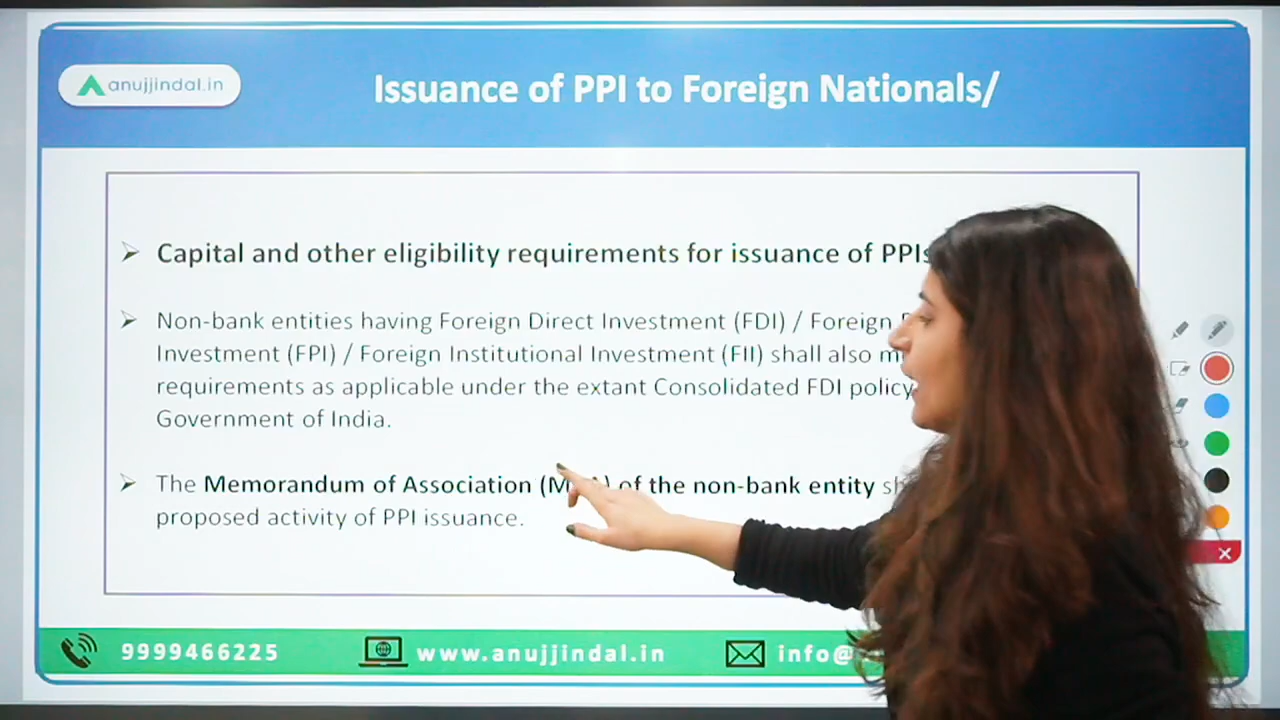 anujjindal.in
Issuance of PPI to Foreign Nationals/
Capital and other eligibility requirements for issuance of PPIs
Non-bank entities having Foreign Direct Investment (FDI) / Foreign
Investment (FPI) / Foreign Institutional Investment (FII) shall also
requirements as applicable under the extant Consolidated FDI policy
Government of India.
The Memorandum of Association of the non-bank entity
proposed activity of PPI issuance.
9999466225
www.anujjindal.in
info@